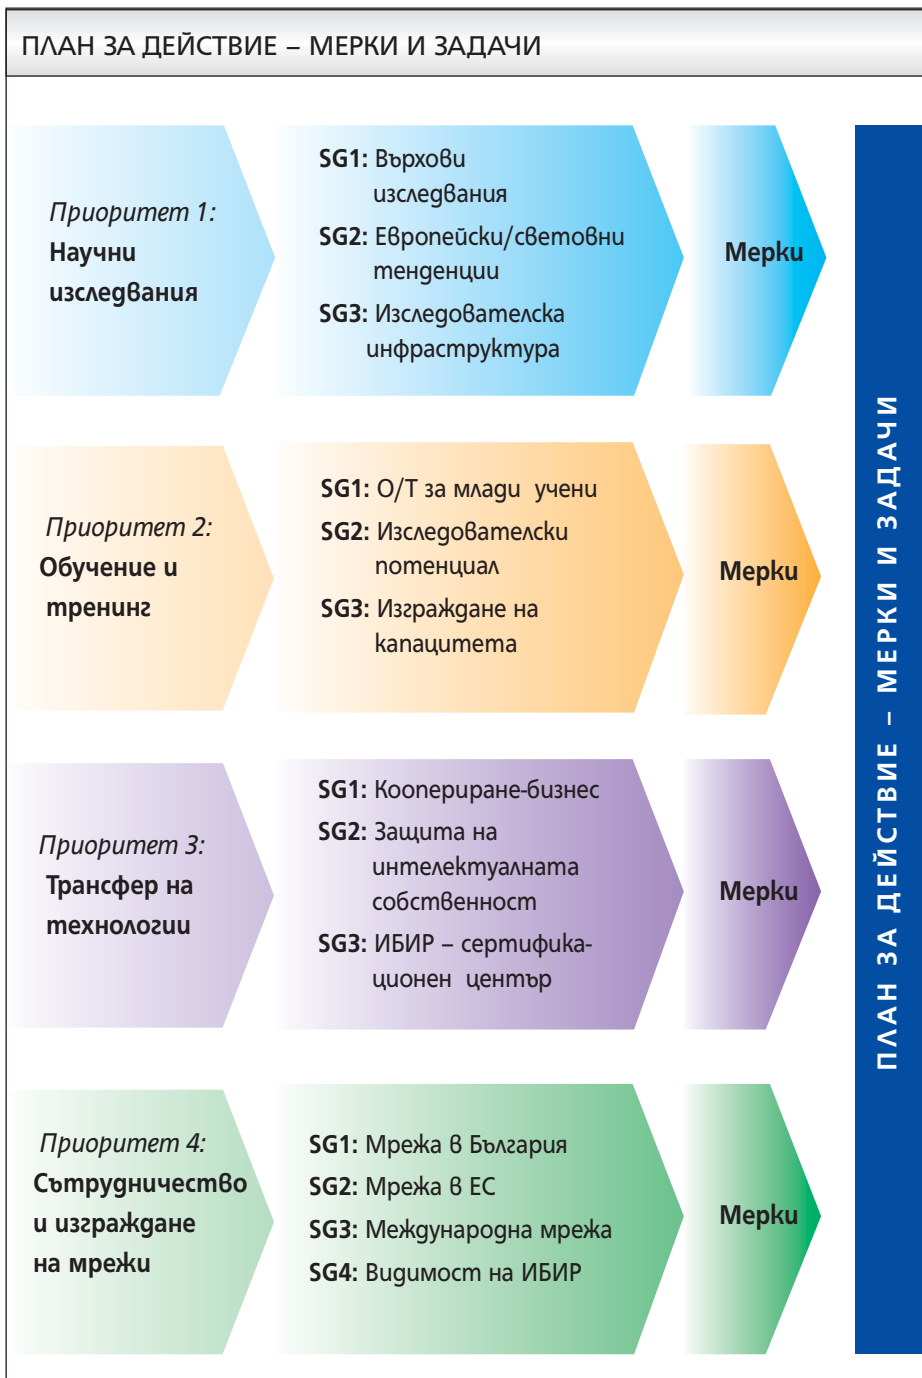 ПЛАН ЗА ДЕЙСТВИЕ – МЕРКИ И ЗАДАЧИ
Приоритет 1:
Научни
изследвания
SG1: Върхови
изследвания
SG2: Европейски/световни
тенденции
SG3: Изследователска
инфраструктура
Мерки
Приоритет 2:
Обучение и
тренинг
SG1: О/Т за млади учени
SG2: Изследователски
потенциал
SG3: Изграждане на
капацитета
Мерки
Приоритет 3:
Трансфер на
технологии
SG1: Коопериране-бизнес
SG2: Защита на
интелектуалната
собственност
SG3: ИБИР – сертифика-
ционен център
Мерки
Приоритет 4:
Сътрудничество
и изграждане
на мрежи
SG1: Мрежа в България
SG2: Мрежа в ЕС
SG3: Международна мрежа
SG4: Видимост на ИБИР
Мерки
ПЛАН ЗА ДЕЙСТВИЕ – МЕРКИ И ЗАДАЧИ